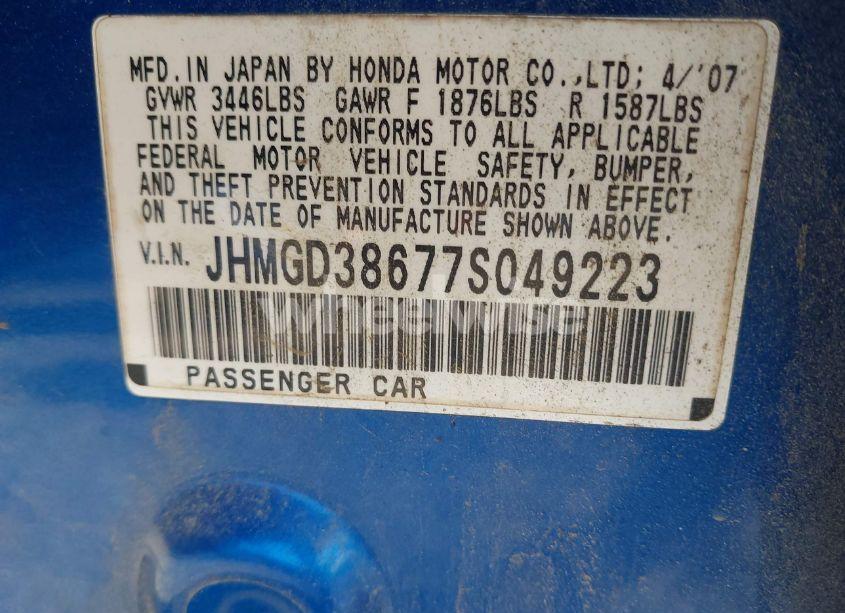 MFD. IN JAPAN BY HONDA MOTOR CO.,LTD; 4/'07
GVWR 3446LBS GAWR F 1876LBS R 1587LBS
THIS VEHICLE CONFORMS TO ALL APPLICABLE
FEDERAL MOTOR VEHICLE SAFETY, BUMPER,
AND THEFT PREVENTION STANDARDS IN EFFECT
ON THE DATE OF MANUFACTURE SHOWN ABOVE.
V.I.N. JHMGD38677S049223
Wheelwise
PASSENGER CAR